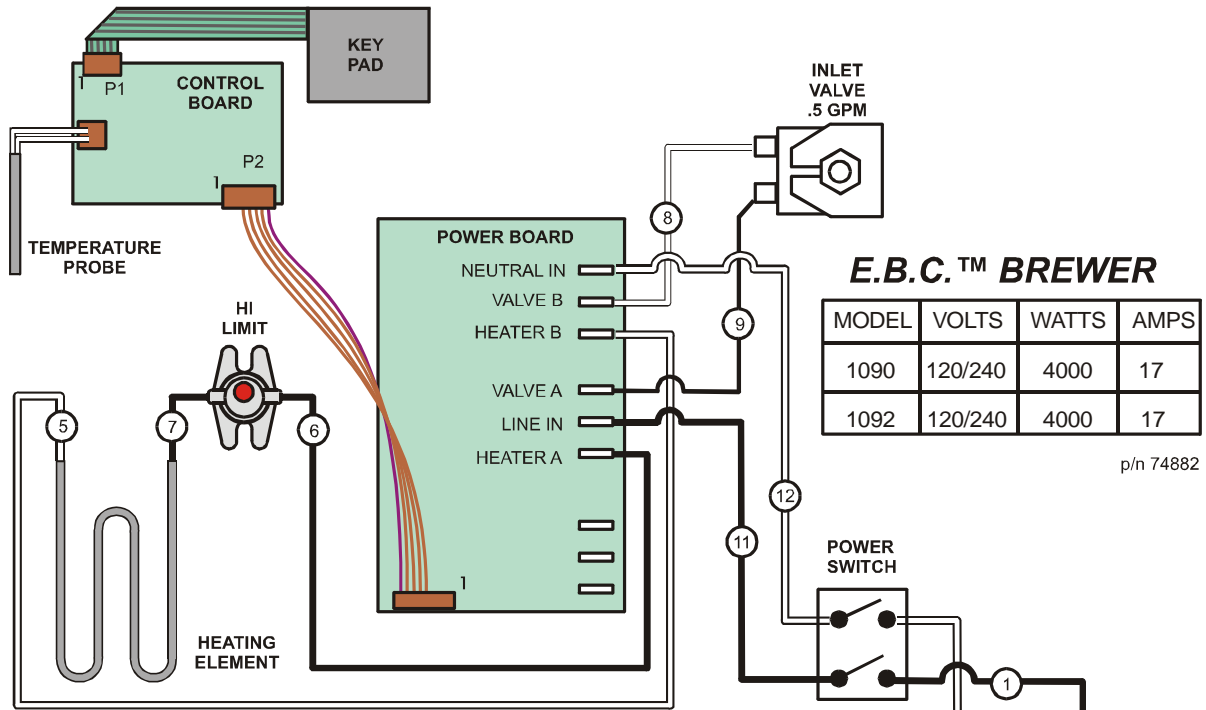 KEY
PAD
CONTROL
BOARD
1
P1
P2
1
TEMPERATURE
PROBE
INLET
VALVE
.5 GPM
8
9
POWER BOARD
NEUTRAL IN
VALVE B
HEATER B
VALVE A
LINE IN
HEATER A
1
HI
LIMIT
5
7
6
HEATING
ELEMENT
E.B.C.™ BREWER
MODEL VOLTS WATTS AMPS
1090 120/240 4000 17
1092 120/240 4000 17
p/n 74882
12
11
POWER
SWITCH
1